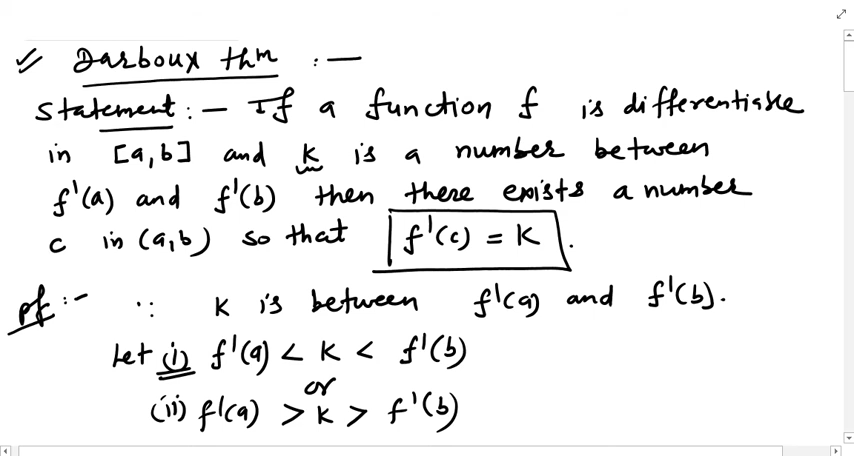 Darboux thm :—
Statement :— If a function f is differentiable
in [a,b] and k is a number between
f'(a) and f'(b) then there exists a number
c in (a,b) so that f'(c) = k .
Pf :- ∵ k is between f'(a) and f'(b).
Let (i) f'(a) < k < f'(b)
or
(ii) f'(a) > k > f'(b)